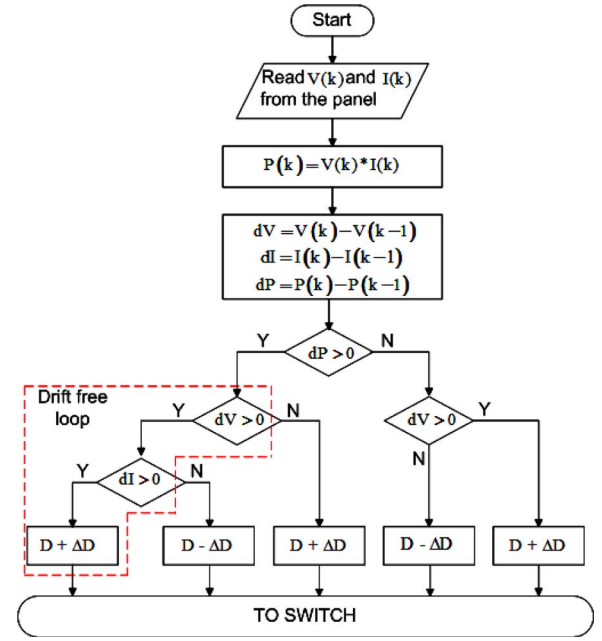 Start
Read V(k) and I(k)
from the panel
P(k)=V(k)*I(k)
dV=V(k)-V(k-1)
dI=I(k)-I(k-1)
dP=P(k)-P(k-1)
Y
dP>0
N
Drift free
loop
Y
dV>0
N
dV>0
Y
N
Y
dI>0
N
D + ΔD
D - ΔD
D + ΔD
D - ΔD
D + ΔD
TO SWITCH